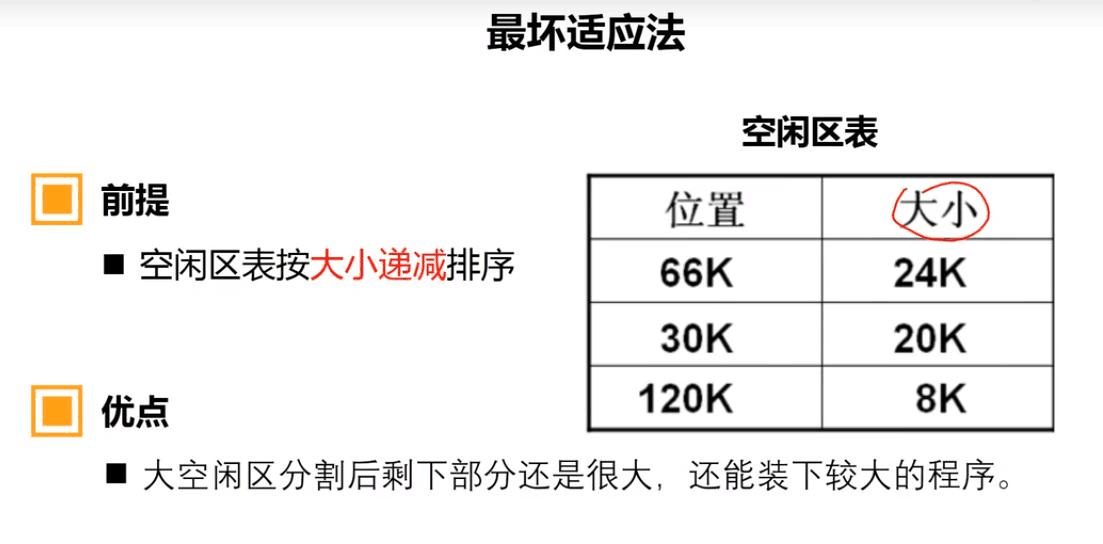 最坏适应法
空闲区表
前提
空闲区表按大小递减排序
位置 大小
66K 24K
30K 20K
120K 8K
优点
大空闲区分割后剩下部分还是很大，还能装下较大的程序。